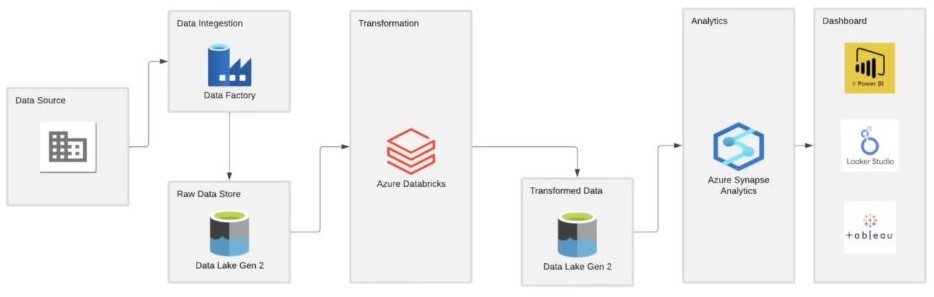 Data Source
Data Integestion
Data Factory
Raw Data Store
Data Lake Gen 2
Transformation
Azure Databricks
Transformed Data
Data Lake Gen 2
Analytics
Azure Synapse
Analytics
Dashboard
Power BI
Looker Studio
+ableau